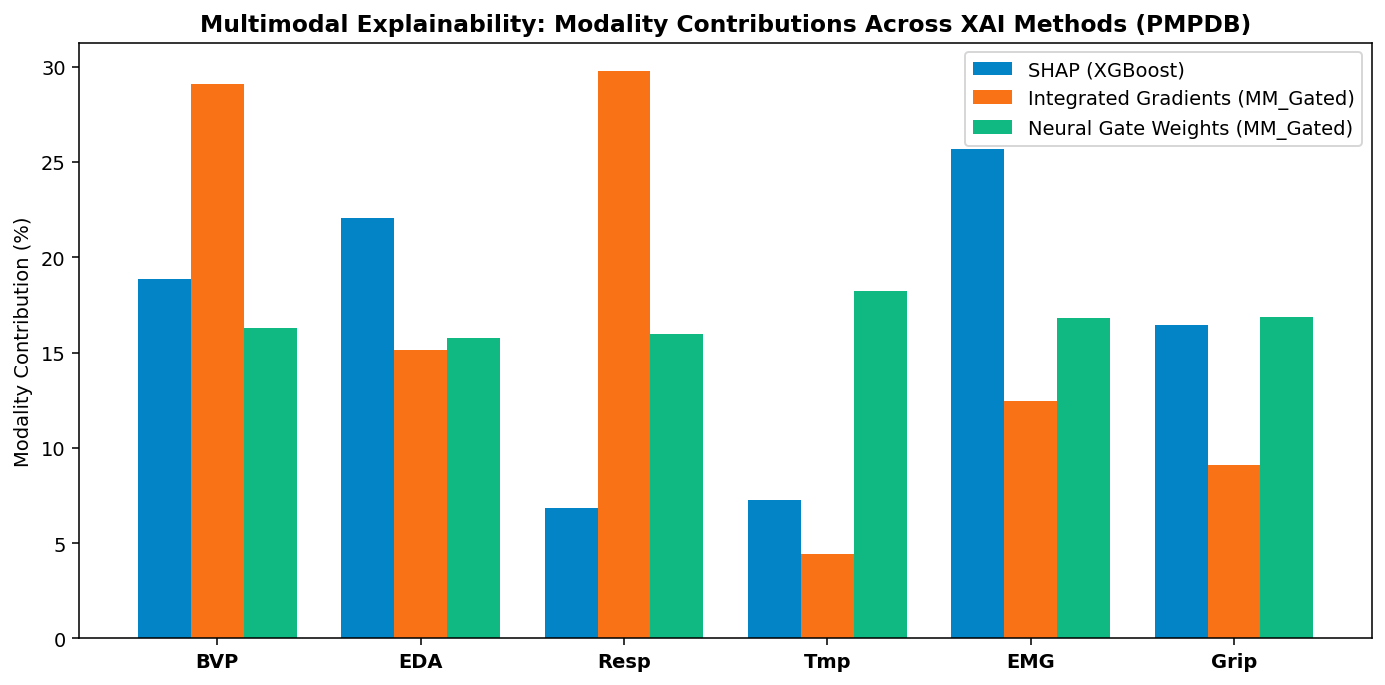 Multimodal Explainability: Modality Contributions Across XAI Methods (PMPDB)
SHAP (XGBoost)
Integrated Gradients (MM_Gated)
Neural Gate Weights (MM_Gated)
Modality Contribution (%)
30
25
20
15
10
5
0
BVP EDA Resp Tmp EMG Grip